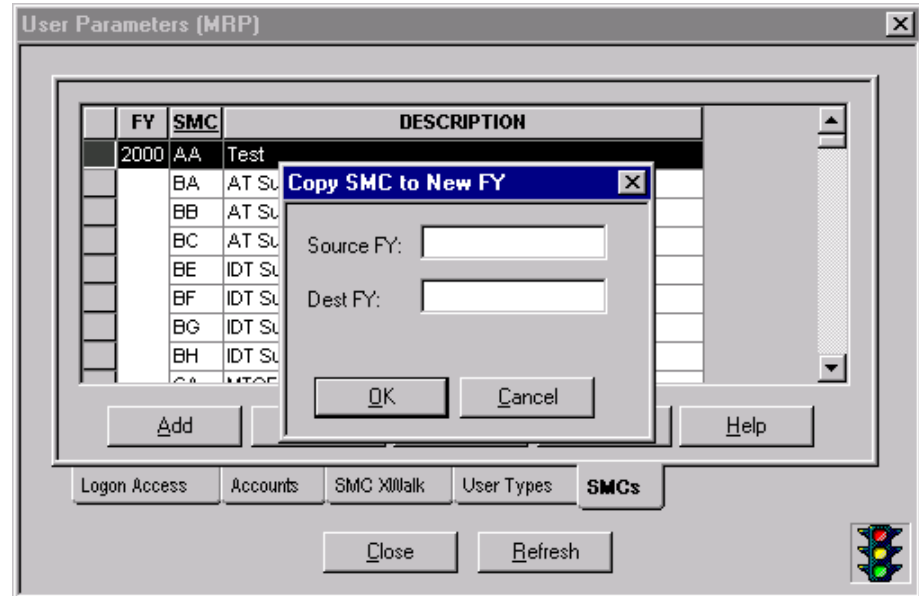 User Parameters (MRP)
FY SMC DESCRIPTION
2000 AA Test
BA AT Su
BB AT Su
BC AT Su
BE IDT Su
BF IDT Su
BG IDT Su
BH IDT Su
Copy SMC to New FY
Source FY:
Dest FY:
OK Cancel
Add Help
Logon Access Accounts SMC XWalk User Types SMCs
Close Refresh